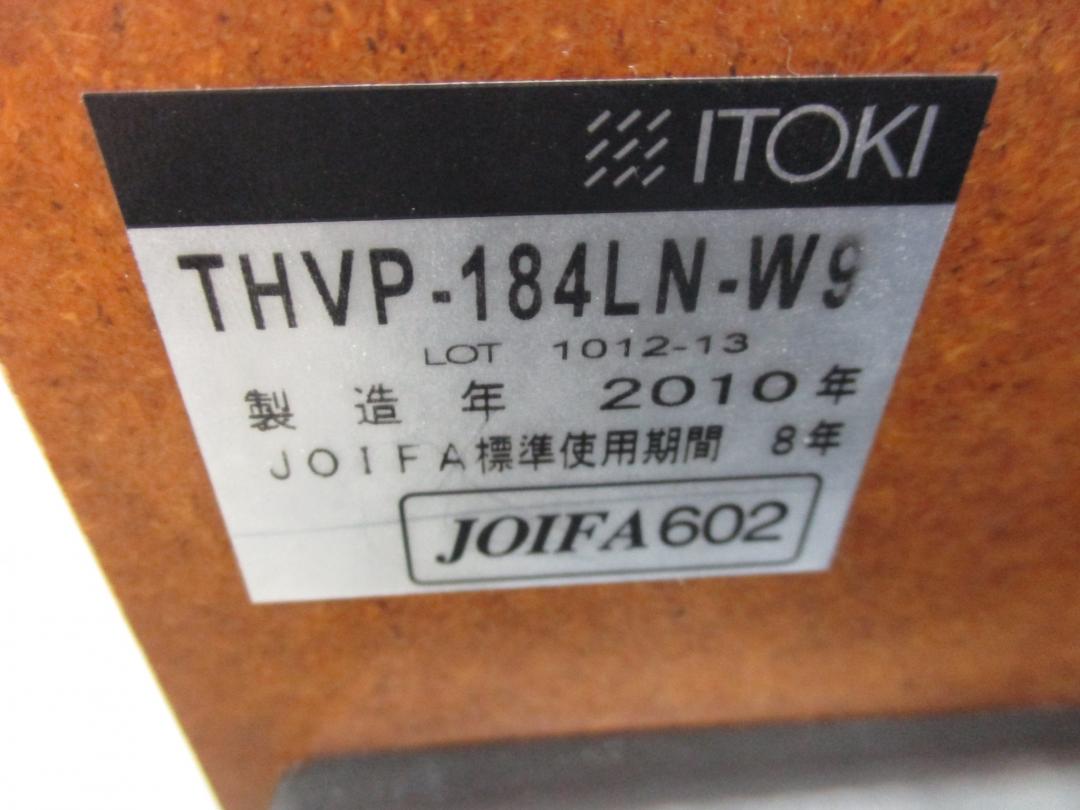 ITOKI
THVP-184LN-W9
LOT 1012-13
製造年 2010年
JOIFA標準使用期間 8年
JOIFA602